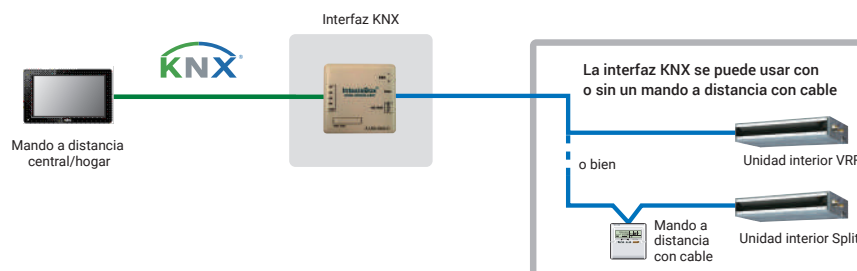 Interfaz KNX
KNX®
IntesisBox®
La interfaz KNX se puede usar con
o sin un mando a distancia con cable
Mando a distancia
central/hogar
o bien
Unidad interior VRF
Mando a
distancia
con cable
Unidad interior Split